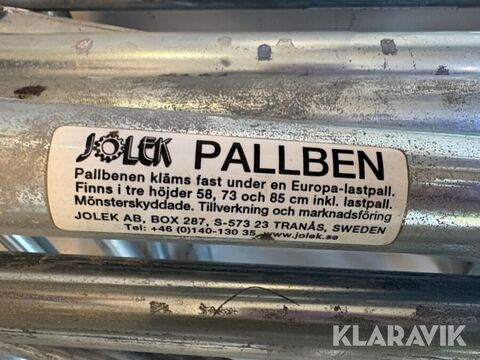 JOLEK PALLBEN
Pallbenen kläms fast under en Europa-lastpall.
Finns i tre höjder 58, 73 och 85 cm inkl. lastpall.
Mönsterskyddade. Tillverkning och marknadsföring
JOLEK AB, BOX 287, S-573 23 TRANÅS, SWEDEN
Tel: +46 (0)140-130 35 www.jolek.se
KLARAVIK